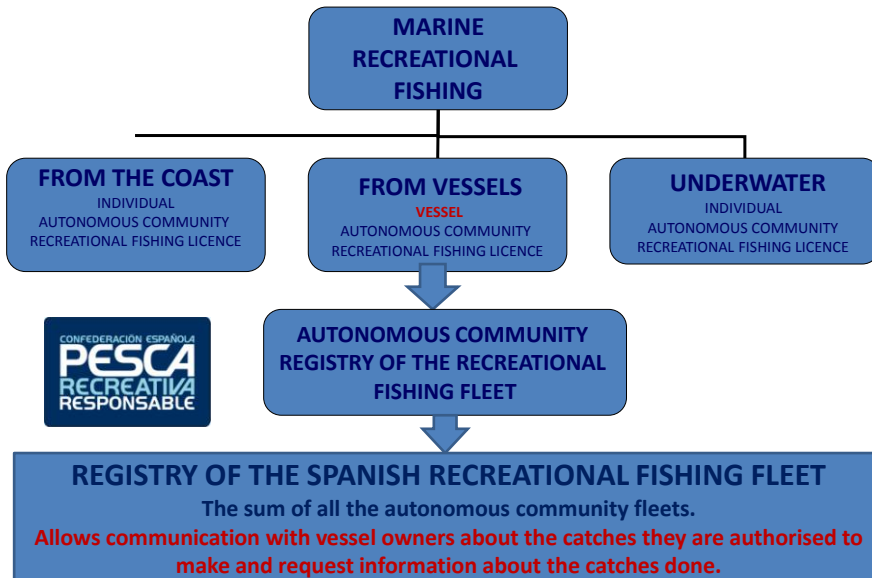 MARINE
RECREATIONAL
FISHING
FROM THE COAST
INDIVIDUAL
AUTONOMOUS COMMUNITY
RECREATIONAL FISHING LICENCE
FROM VESSELS
VESSEL
AUTONOMOUS COMMUNITY
RECREATIONAL FISHING LICENCE
UNDERWATER
INDIVIDUAL
AUTONOMOUS COMMUNITY
RECREATIONAL FISHING LICENCE
CONFEDERACIÓN ESPAÑOLA
PESCA
RECREATIVA
RESPONSABLE
AUTONOMOUS COMMUNITY
REGISTRY OF THE RECREATIONAL
FISHING FLEET
REGISTRY OF THE SPANISH RECREATIONAL FISHING FLEET
The sum of all the autonomous community fleets.
Allows communication with vessel owners about the catches they are authorised to
make and request information about the catches done.